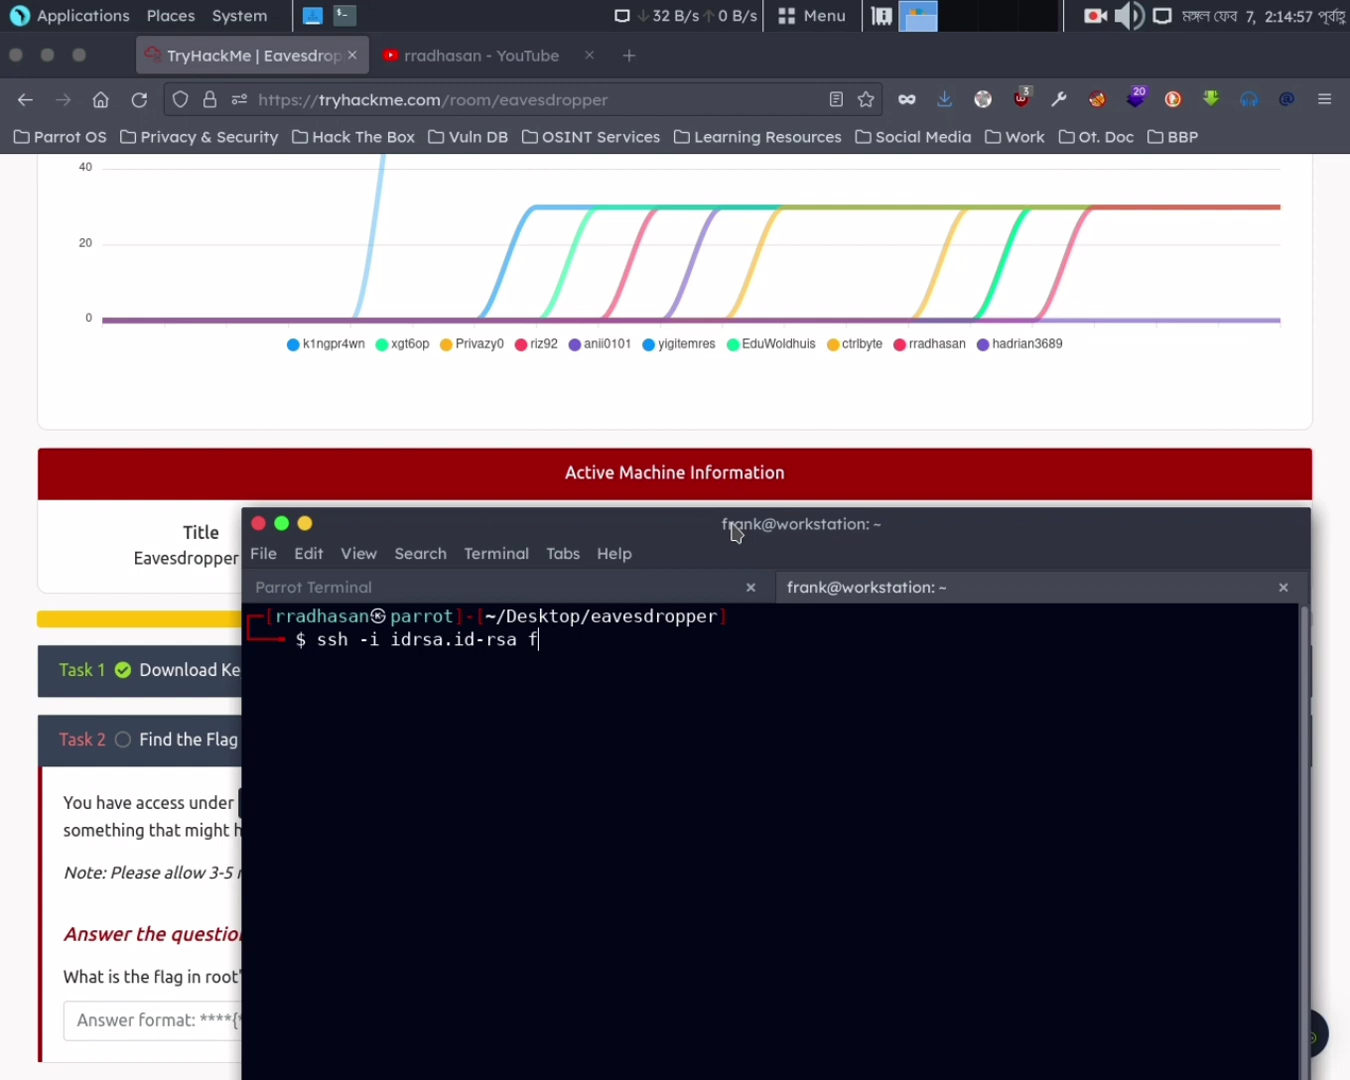 Applications Places System 32 B/s 0 B/s Menu মঙ্গল ফেব 7, 2:14:57 পূর্বাহ্ণ
TryHackMe | Eavesdrop rradhasan - YouTube
https://tryhackme.com/room/eavesdropper 3 20
Parrot OS Privacy & Security Hack The Box Vuln DB OSINT Services Learning Resources Social Media Work Ot. Doc BBP
40
20
0
k1ngpr4wn xgt6op Privazy0 riz92 anii0101 yigitemres EduWoldhuis ctrlbyte rradhasan hadrian3689
Active Machine Information
Title
Eavesdropper
frank@workstation: ~
File Edit View Search Terminal Tabs Help
Parrot Terminal frank@workstation: ~
[rradhasan㉿parrot]-[~/Desktop/eavesdropper]
$ ssh -i idrsa.id-rsa f
Task 1 Download Ke
Task 2 Find the Flag
You have access under
something that might h
Note: Please allow 3-5
Answer the question
What is the flag in root'
Answer format: ****{*